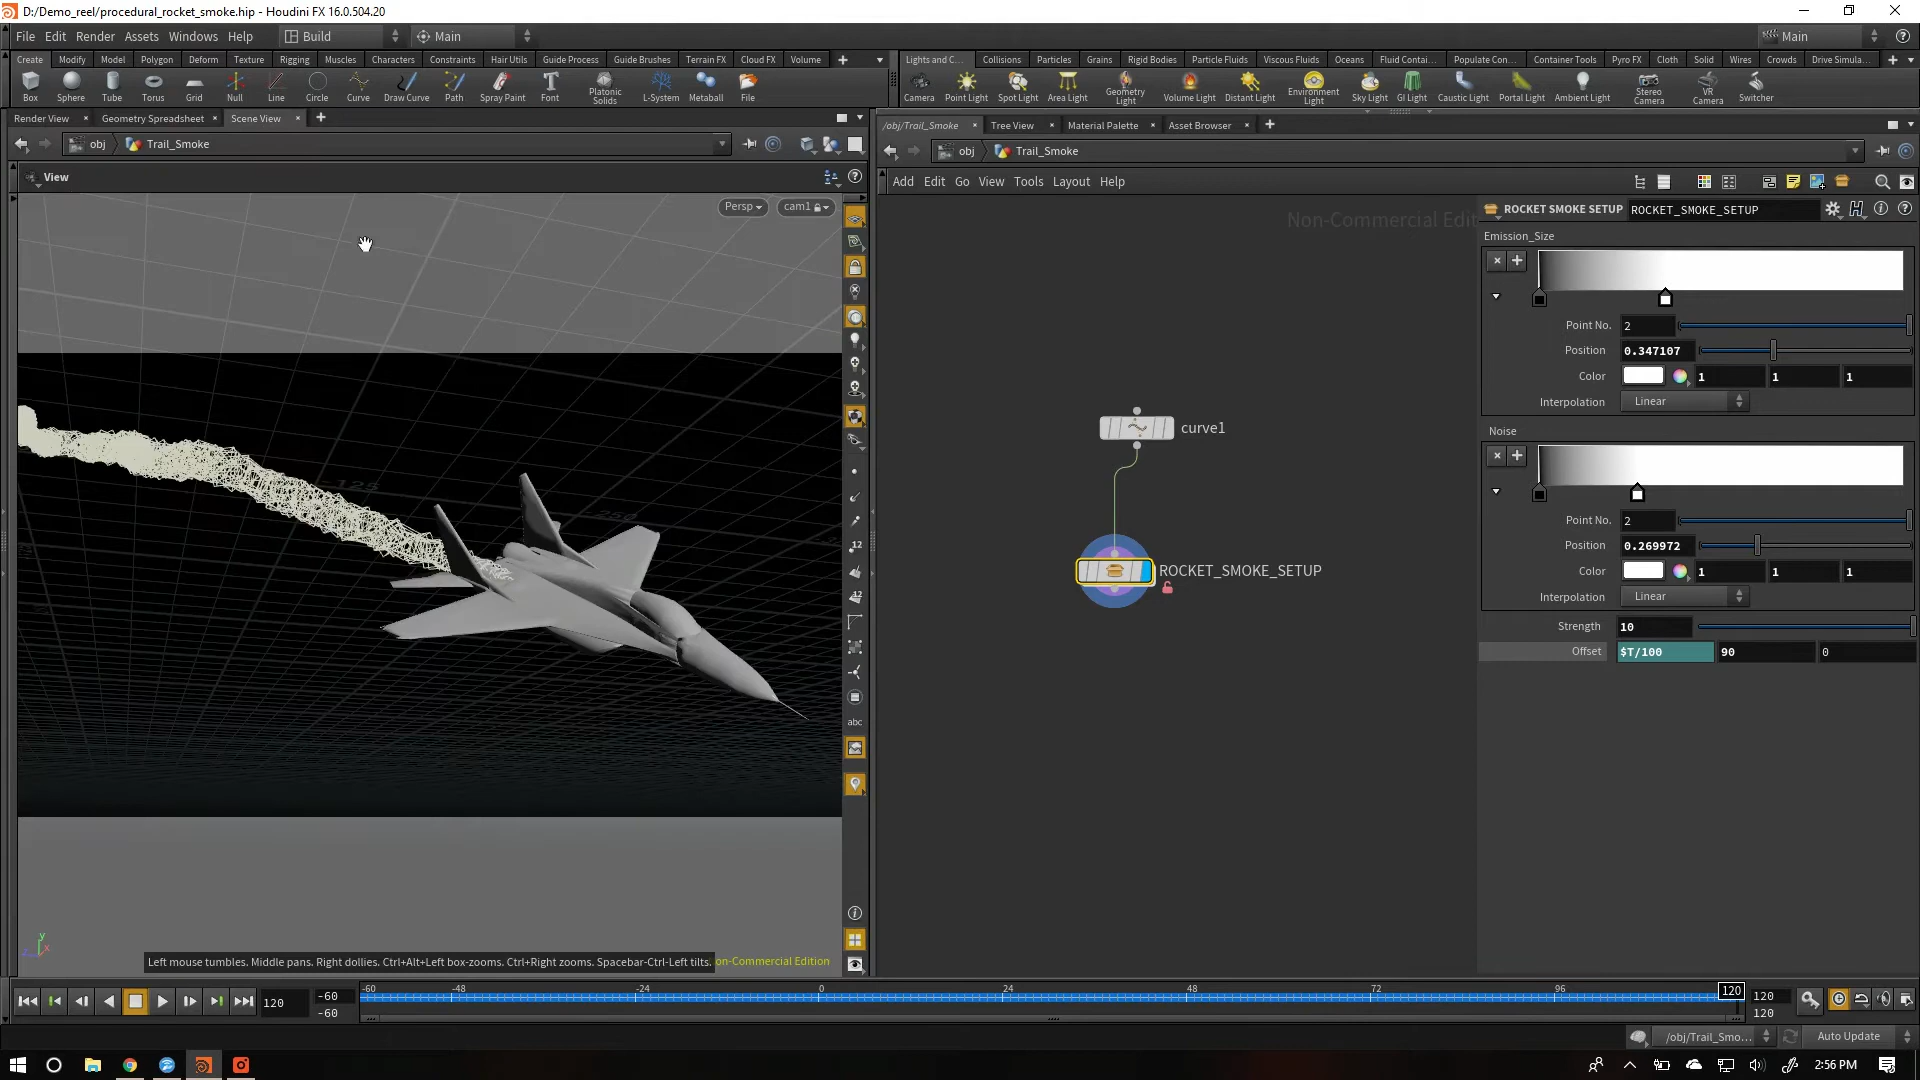 D:/Demo_reel/procedural_rocket_smoke.hip - Houdini FX 16.0.504.20
File Edit Render Assets Windows Help Build Main Main
Create Modify Model Polygon Deform Texture Rigging Muscles Characters Constraints Hair Utils Guide Process Guide Brushes Terrain FX Cloud FX Volume
Lights and C... Collisions Particles Grains Rigid Bodies Particle Fluids Viscous Fluids Oceans Fluid Contai... Populate Con... Container Tools Pyro FX Cloth Solid Wires Crowds Drive Simula...
Box Sphere Tube Torus Grid Null Line Circle Curve Draw Curve Path Spray Paint Font Platonic Solids L-System Metaball File
Camera Point Light Spot Light Area Light Geometry Light Volume Light Distant Light Environment Light Sky Light GI Light Caustic Light Portal Light Ambient Light Stereo Camera VR Camera Switcher
Render View Geometry Spreadsheet Scene View
/obj/Trail_Smoke Tree View Material Palette Asset Browser
obj Trail_Smoke
obj Trail_Smoke
View
Add Edit Go View Tools Layout Help
Persp cam1
Non-Commercial Edit
ROCKET SMOKE SETUP ROCKET_SMOKE_SETUP
Emission_Size
Point No. 2
Position 0.347107
Color 1 1 1
Interpolation Linear
Noise
Point No. 2
Position 0.269972
Color 1 1 1
Interpolation Linear
Strength 10
Offset $T/100 90 0
curve1
ROCKET_SMOKE_SETUP
-125
250
12
12
abc
y
x
Left mouse tumbles. Middle pans. Right dollies. Ctrl+Alt+Left box-zooms. Ctrl+Right zooms. Spacebar-Ctrl-Left tilts.
on-Commercial Edition
120 -60 -60
-60 -48 -24 0 24 48 72 96 120
120
120
/obj/Trail_Smo... Auto Update
2:56 PM